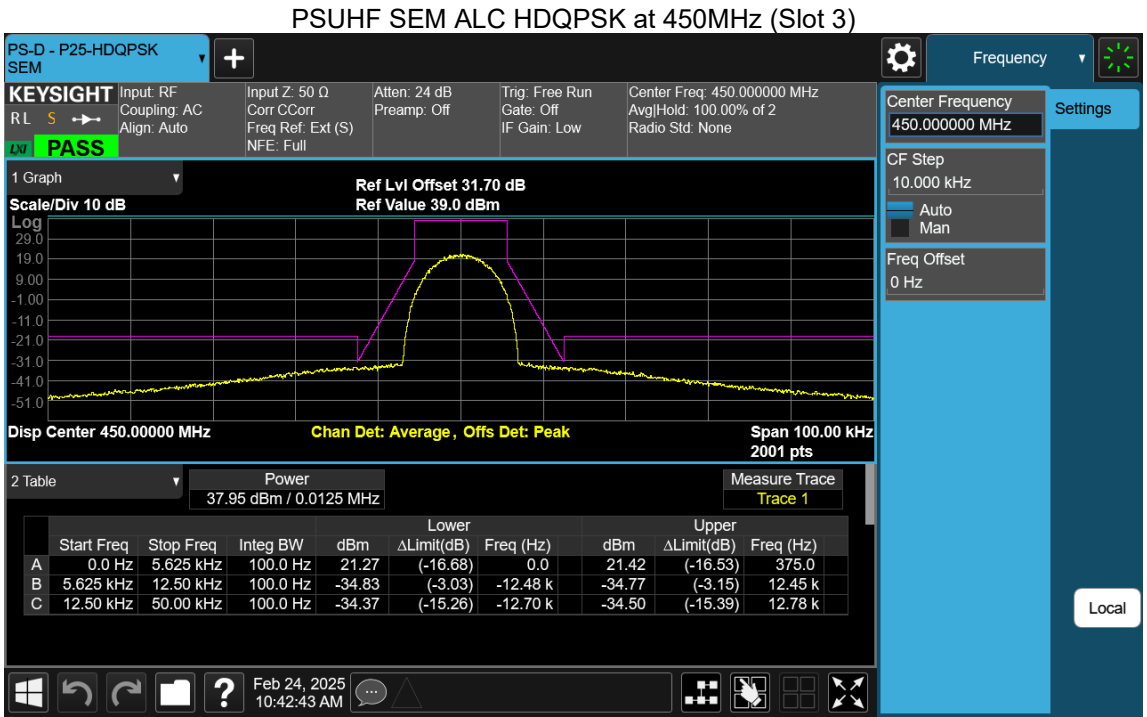 PSUHF SEM ALC HDQPSK at 450MHz (Slot 3)
PS-D - P25-HDQPSK
SEM
Frequency
KEYSIGHT
RL S
LXI PASS
Input: RF
Coupling: AC
Align: Auto
Input Z: 50 Ω
Corr CCorr
Freq Ref: Ext (S)
NFE: Full
Atten: 24 dB
Preamp: Off
Trig: Free Run
Gate: Off
IF Gain: Low
Center Freq: 450.000000 MHz
Avg|Hold: 100.00% of 2
Radio Std: None
Center Frequency
450.000000 MHz
Settings
CF Step
10.000 kHz
Auto
Man
Freq Offset
0 Hz
1 Graph
Ref Lvl Offset 31.70 dB
Scale/Div 10 dB
Ref Value 39.0 dBm
Log
29.0
19.0
9.00
-1.00
-11.0
-21.0
-31.0
-41.0
-51.0
Disp Center 450.00000 MHz
Chan Det: Average, Offs Det: Peak
Span 100.00 kHz
2001 pts
2 Table
Power
37.95 dBm / 0.0125 MHz
Measure Trace
Trace 1
Lower Upper
Start Freq Stop Freq Integ BW dBm ΔLimit(dB) Freq (Hz) dBm ΔLimit(dB) Freq (Hz)
A 0.0 Hz 5.625 kHz 100.0 Hz 21.27 (-16.68) 0.0 21.42 (-16.53) 375.0
B 5.625 kHz 12.50 kHz 100.0 Hz -34.83 (-3.03) -12.48 k -34.77 (-3.15) 12.45 k
C 12.50 kHz 50.00 kHz 100.0 Hz -34.37 (-15.26) -12.70 k -34.50 (-15.39) 12.78 k
Local
Feb 24, 2025
10:42:43 AM